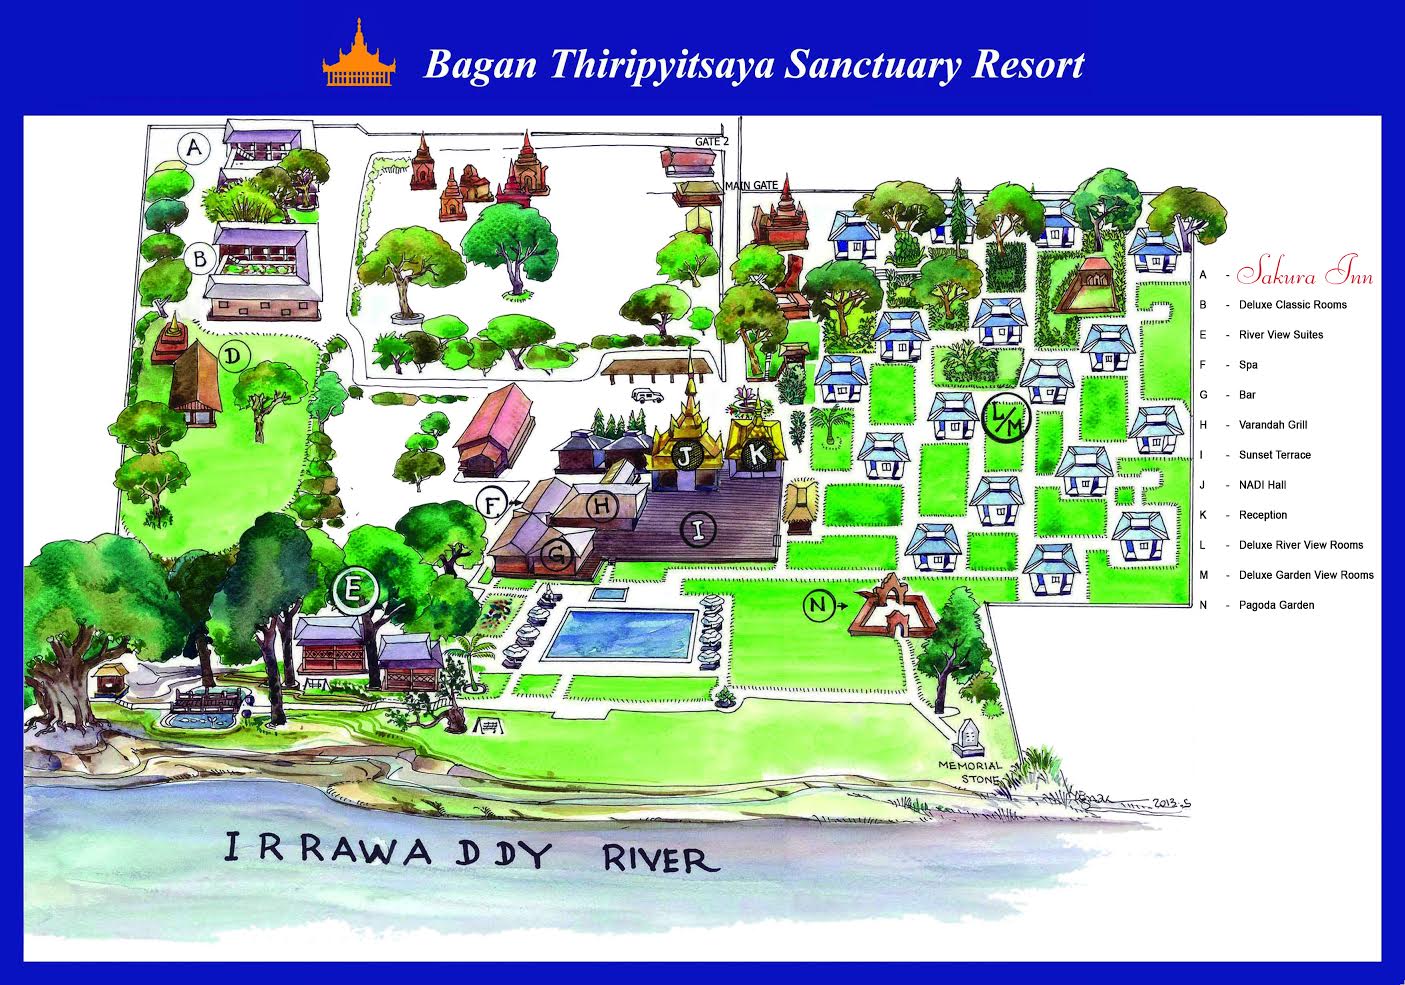 Bagan Thiripyitsaya Sanctuary Resort
A
GATE 2
MAIN GATE
B
D
L/M
J
K
F
H
I
G
E
N
MEMORIAL
STONE
2013.5
IRRAWADDY RIVER
A - Sakura Inn
B - Deluxe Classic Rooms
E - River View Suites
F - Spa
G - Bar
H - Varandah Grill
I - Sunset Terrace
J - NADI Hall
K - Reception
L - Deluxe River View Rooms
M - Deluxe Garden View Rooms
N - Pagoda Garden